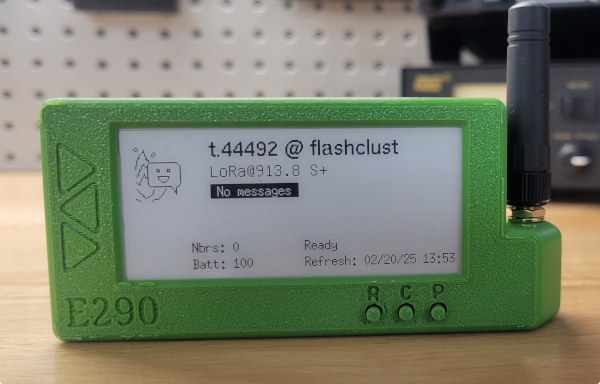 t.44492 @ flashclust
LoRa@913.8 S+
No messages
Nbrs: 0
Ready
Batt: 100
Refresh: 02/20/25 13:53
E290
R C P